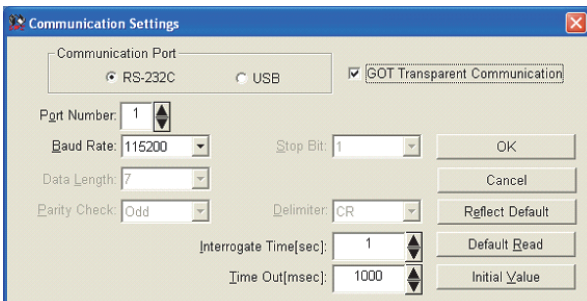 Communication Settings
Communication Port
RS-232C USB
GOT Transparent Communication
Port Number: 1
Baud Rate: 115200 Stop Bit: 1 OK
Data Length: 7 Cancel
Parity Check: Odd Delimiter: CR Reflect Default
Interrogate Time[sec]: 1 Default Read
Time Out[msec]: 1000 Initial Value